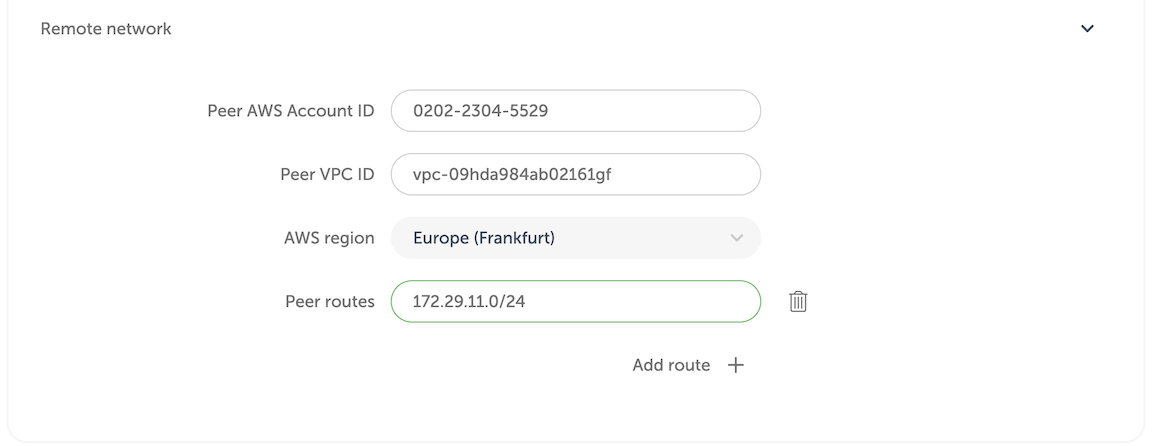 Remote network
Peer AWS Account ID 0202-2304-5529
Peer VPC ID vpc-09hda984ab02161gf
AWS region Europe (Frankfurt)
Peer routes 172.29.11.0/24
Add route +